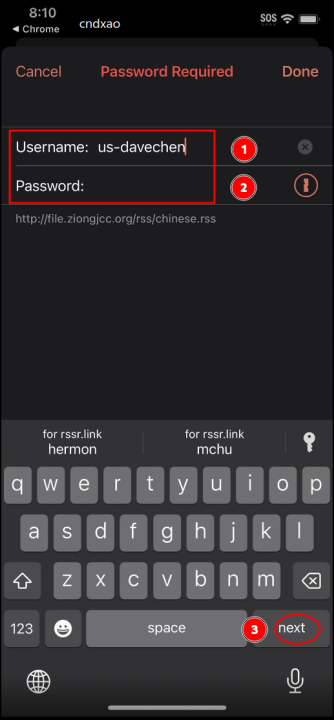 8:10
SOS
◀ Chrome
cndxao
Cancel
Password Required
Done
Username: us-davechen
1
Password:
2
http://file.ziongjcc.org/rss/chinese.rss
for rssr.link
hermon
for rssr.link
mchu
q w e r t y u i o p
a s d f g h j k l
z x c v b n m
123
space
3
next